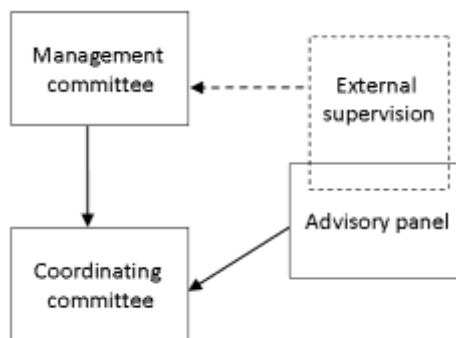 Management
committee
External
supervision
Advisory panel
Coordinating
committee